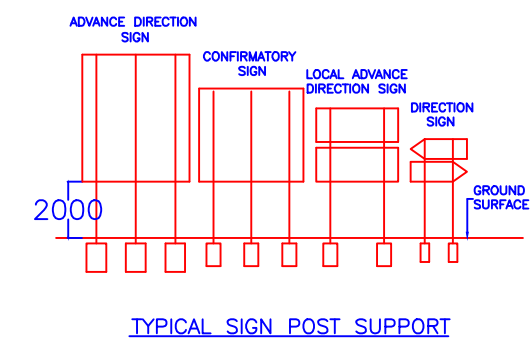 ADVANCE DIRECTION
SIGN
CONFIRMATORY
SIGN
LOCAL ADVANCE
DIRECTION SIGN
DIRECTION
SIGN
2000
GROUND
SURFACE
TYPICAL SIGN POST SUPPORT